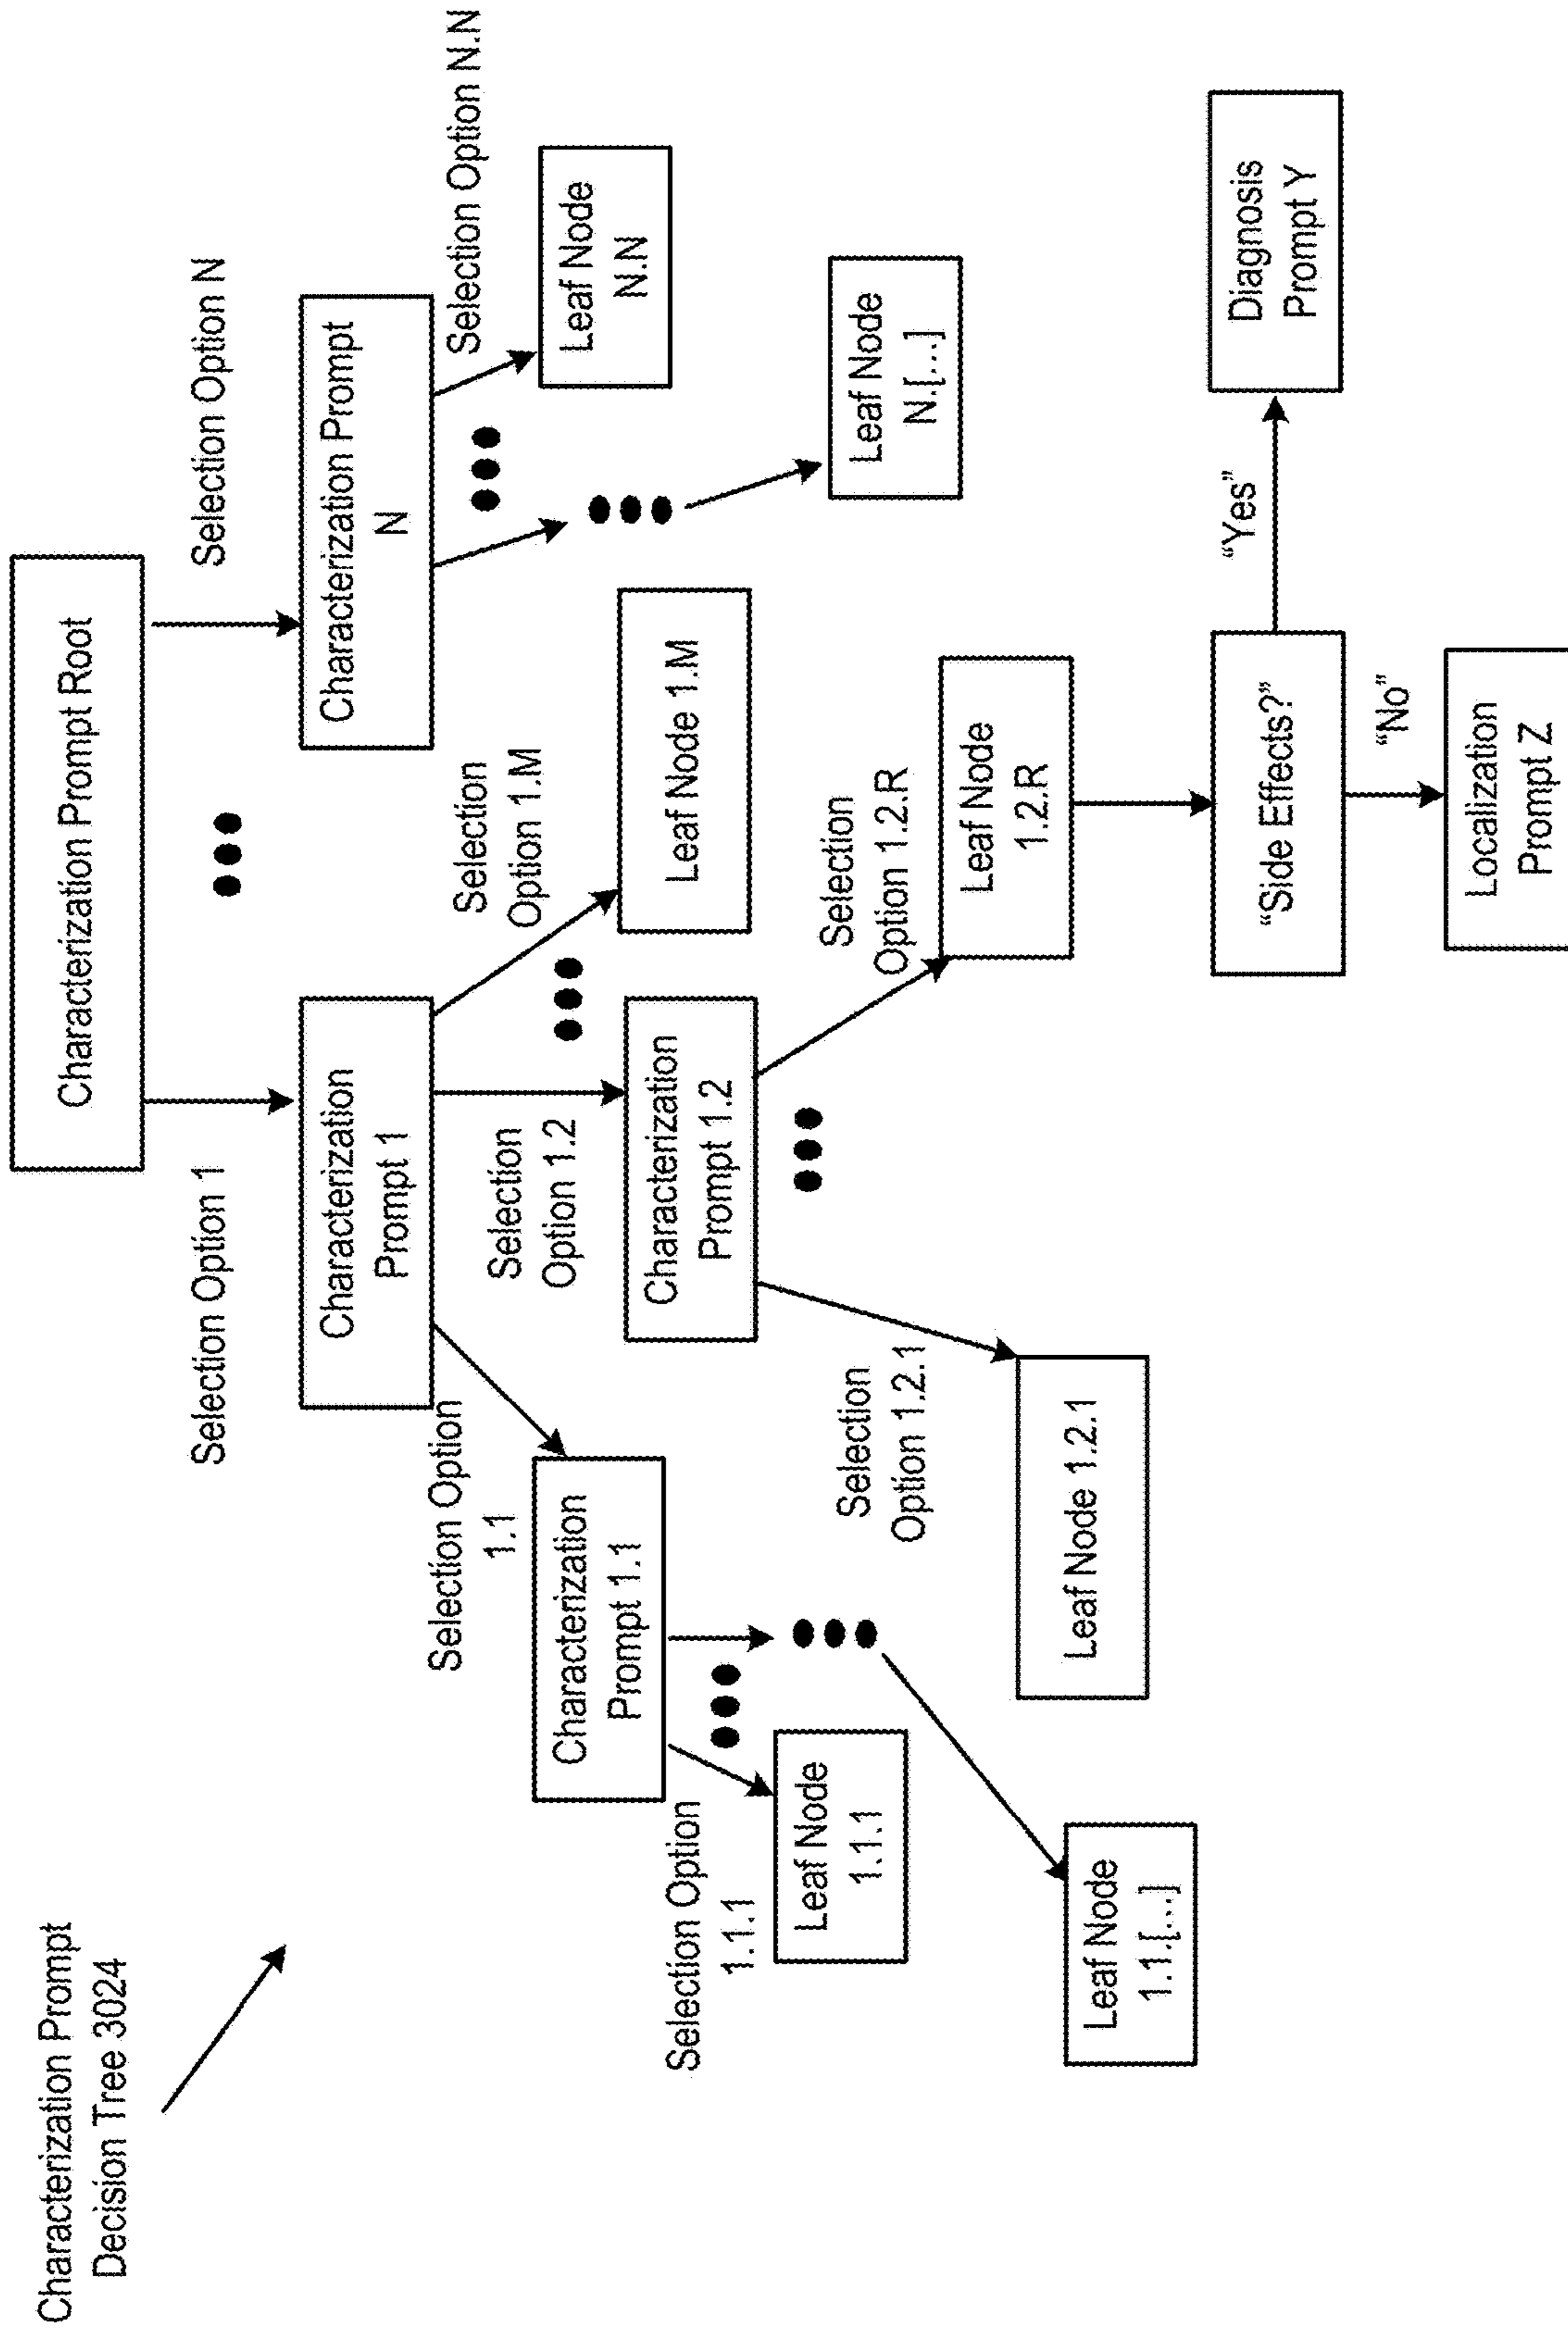 Characterization Prompt
Decision Tree 3024
Characterization Prompt Root
Selection Option 1
Selection Option N
Characterization
Prompt 1
Characterization Prompt
N
Selection Option
1.1
Selection
Option 1.2
Selection
Option 1.M
Selection Option N.N
Characterization
Prompt 1.1
Characterization
Prompt 1.2
Leaf Node 1.M
Leaf Node
N.N
Selection Option
1.1.1
Leaf Node
1.1.1
Selection
Option 1.2.1
Selection
Option 1.2.R
Leaf Node
N.[...]
Leaf Node
1.1.[...]
Leaf Node 1.2.1
Leaf Node
1.2.R
“Side Effects?”
“Yes”
Diagnosis
Prompt Y
“No”
Localization
Prompt Z